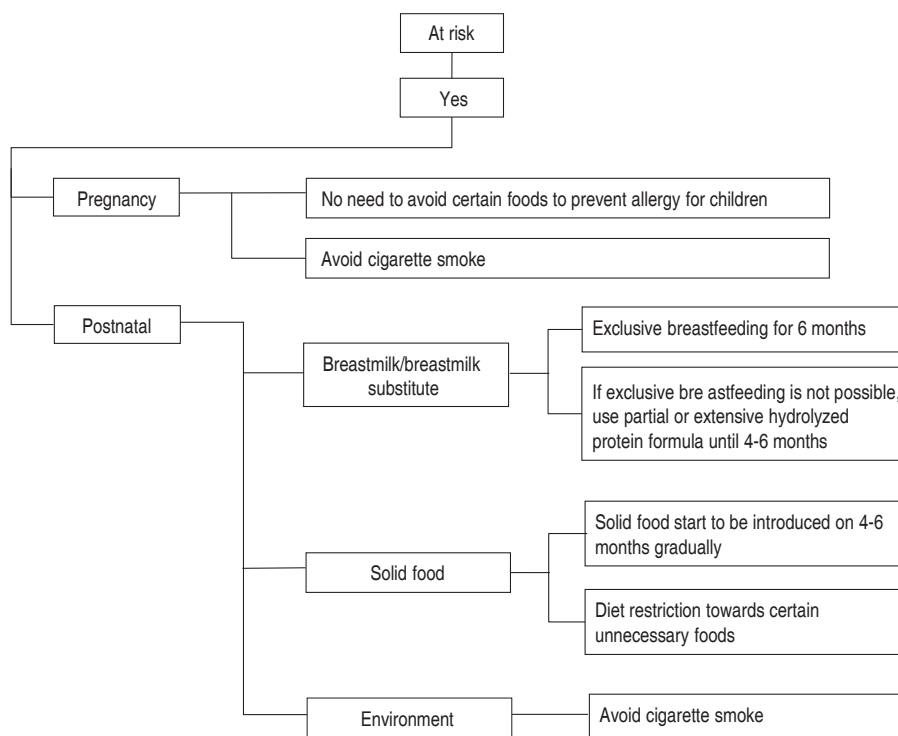 At risk
Yes
Pregnancy
No need to avoid certain foods to prevent allergy for children
Avoid cigarette smoke
Postnatal
Breastmilk/breastmilk
substitute
Exclusive breastfeeding for 6 months
If exclusive bre astfeeding is not possible,
use partial or extensive hydrolyzed
protein formula until 4-6 months
Solid food
Solid food start to be introduced on 4-6
months gradually
Diet restriction towards certain
unnecessary foods
Environment
Avoid cigarette smoke